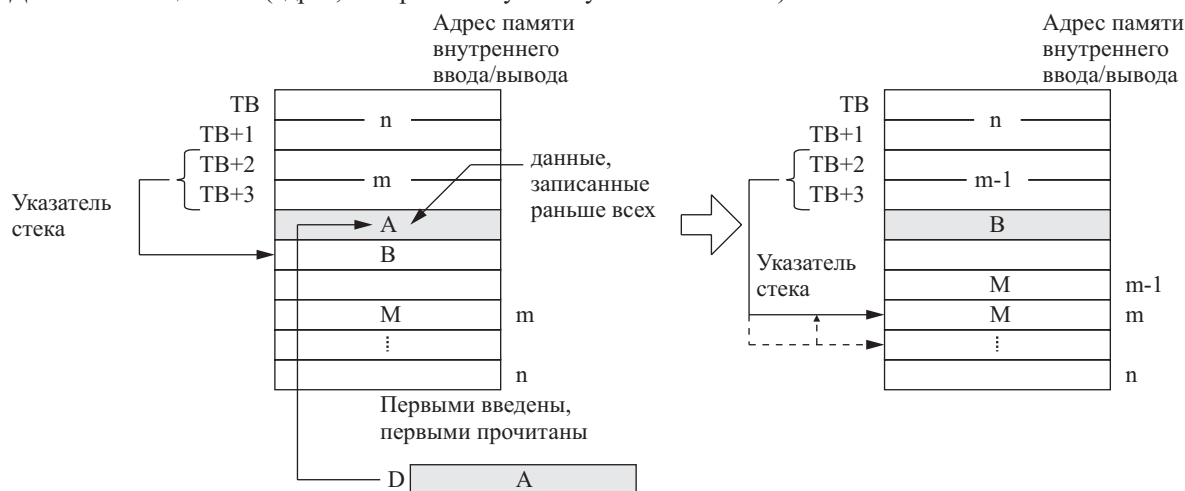 Адрес памяти
внутреннего
ввода/вывода
TB
TB+1
TB+2
TB+3
n
m
A
B
M
m
n
Указатель
стека
данные,
записанные
раньше всех
Первыми введены,
первыми прочитаны
D
A
Адрес памяти
внутреннего
ввода/вывода
TB
TB+1
TB+2
TB+3
n
m-1
B
Указатель
стека
M
m-1
M
m
n